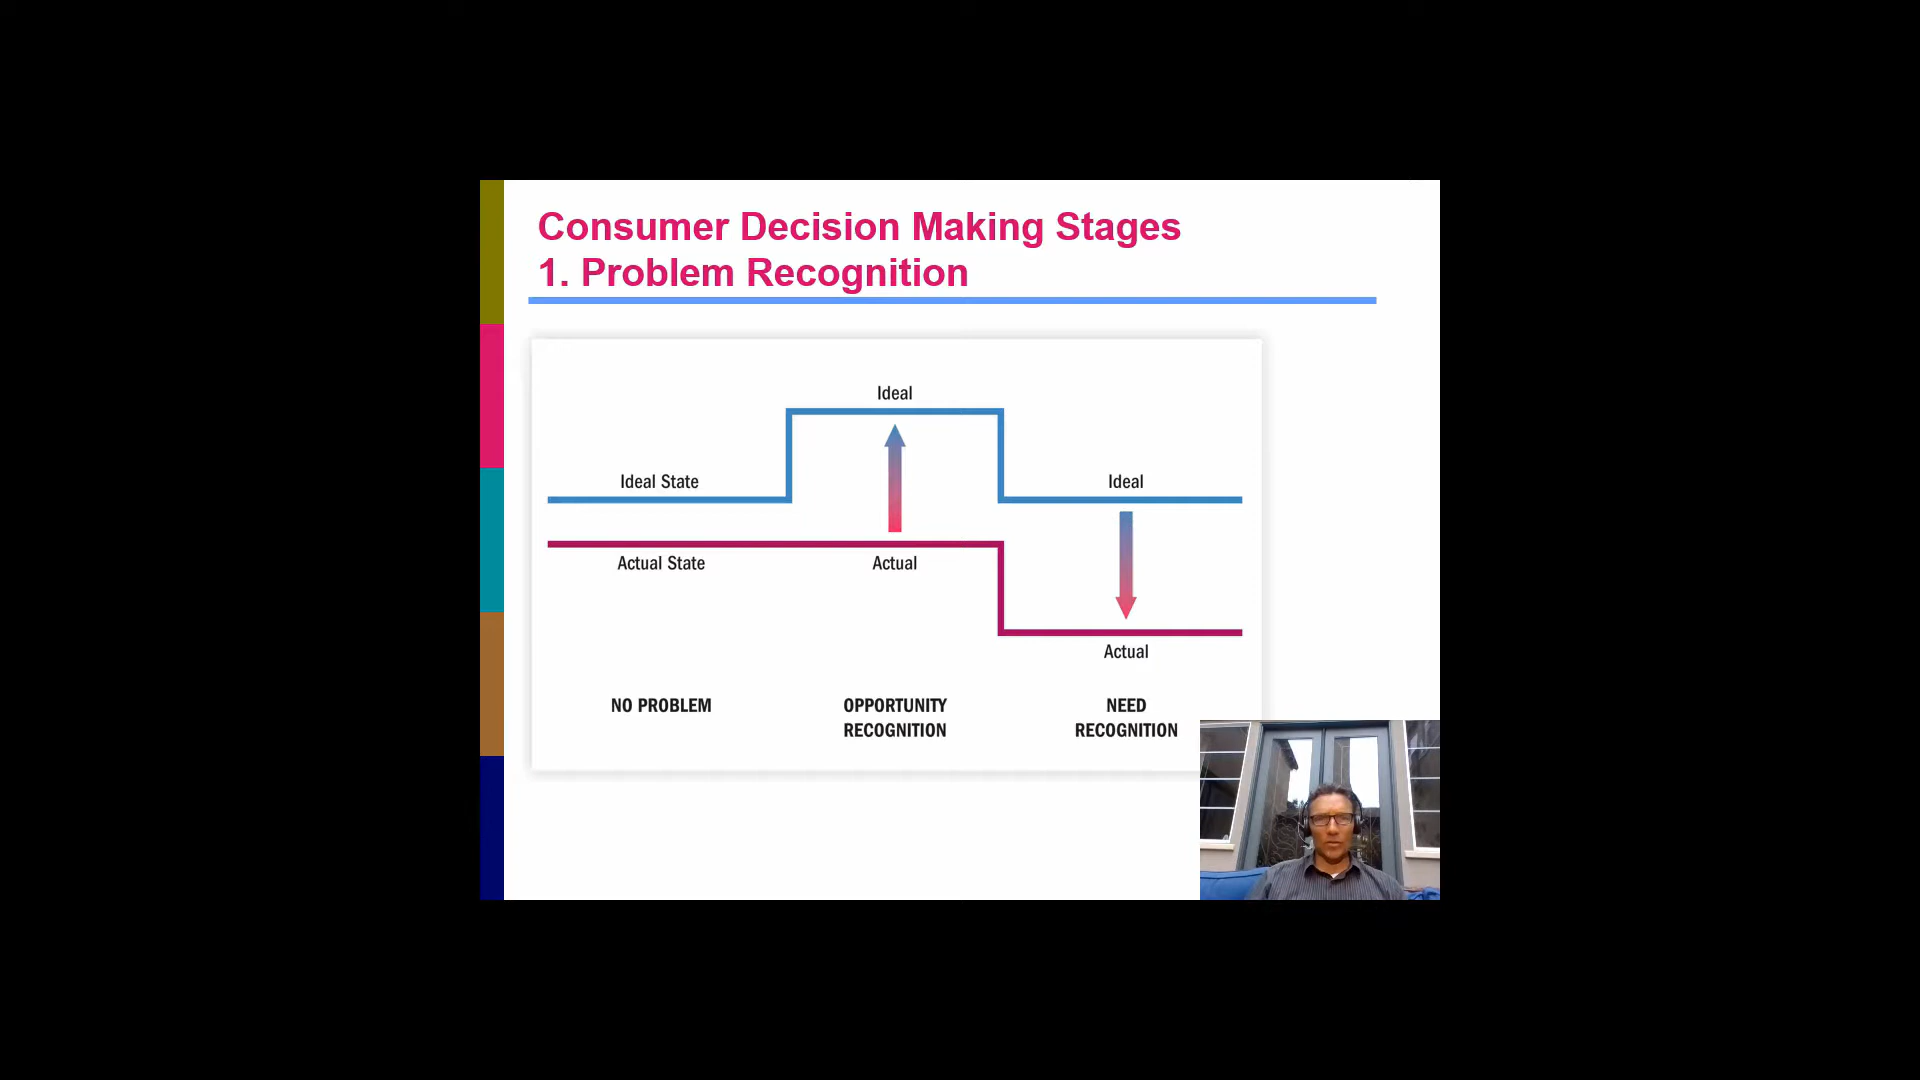 Consumer Decision Making Stages
1. Problem Recognition
Ideal
Ideal State
Ideal
Actual State
Actual
Actual
NO PROBLEM
OPPORTUNITY
RECOGNITION
NEED
RECOGNITION